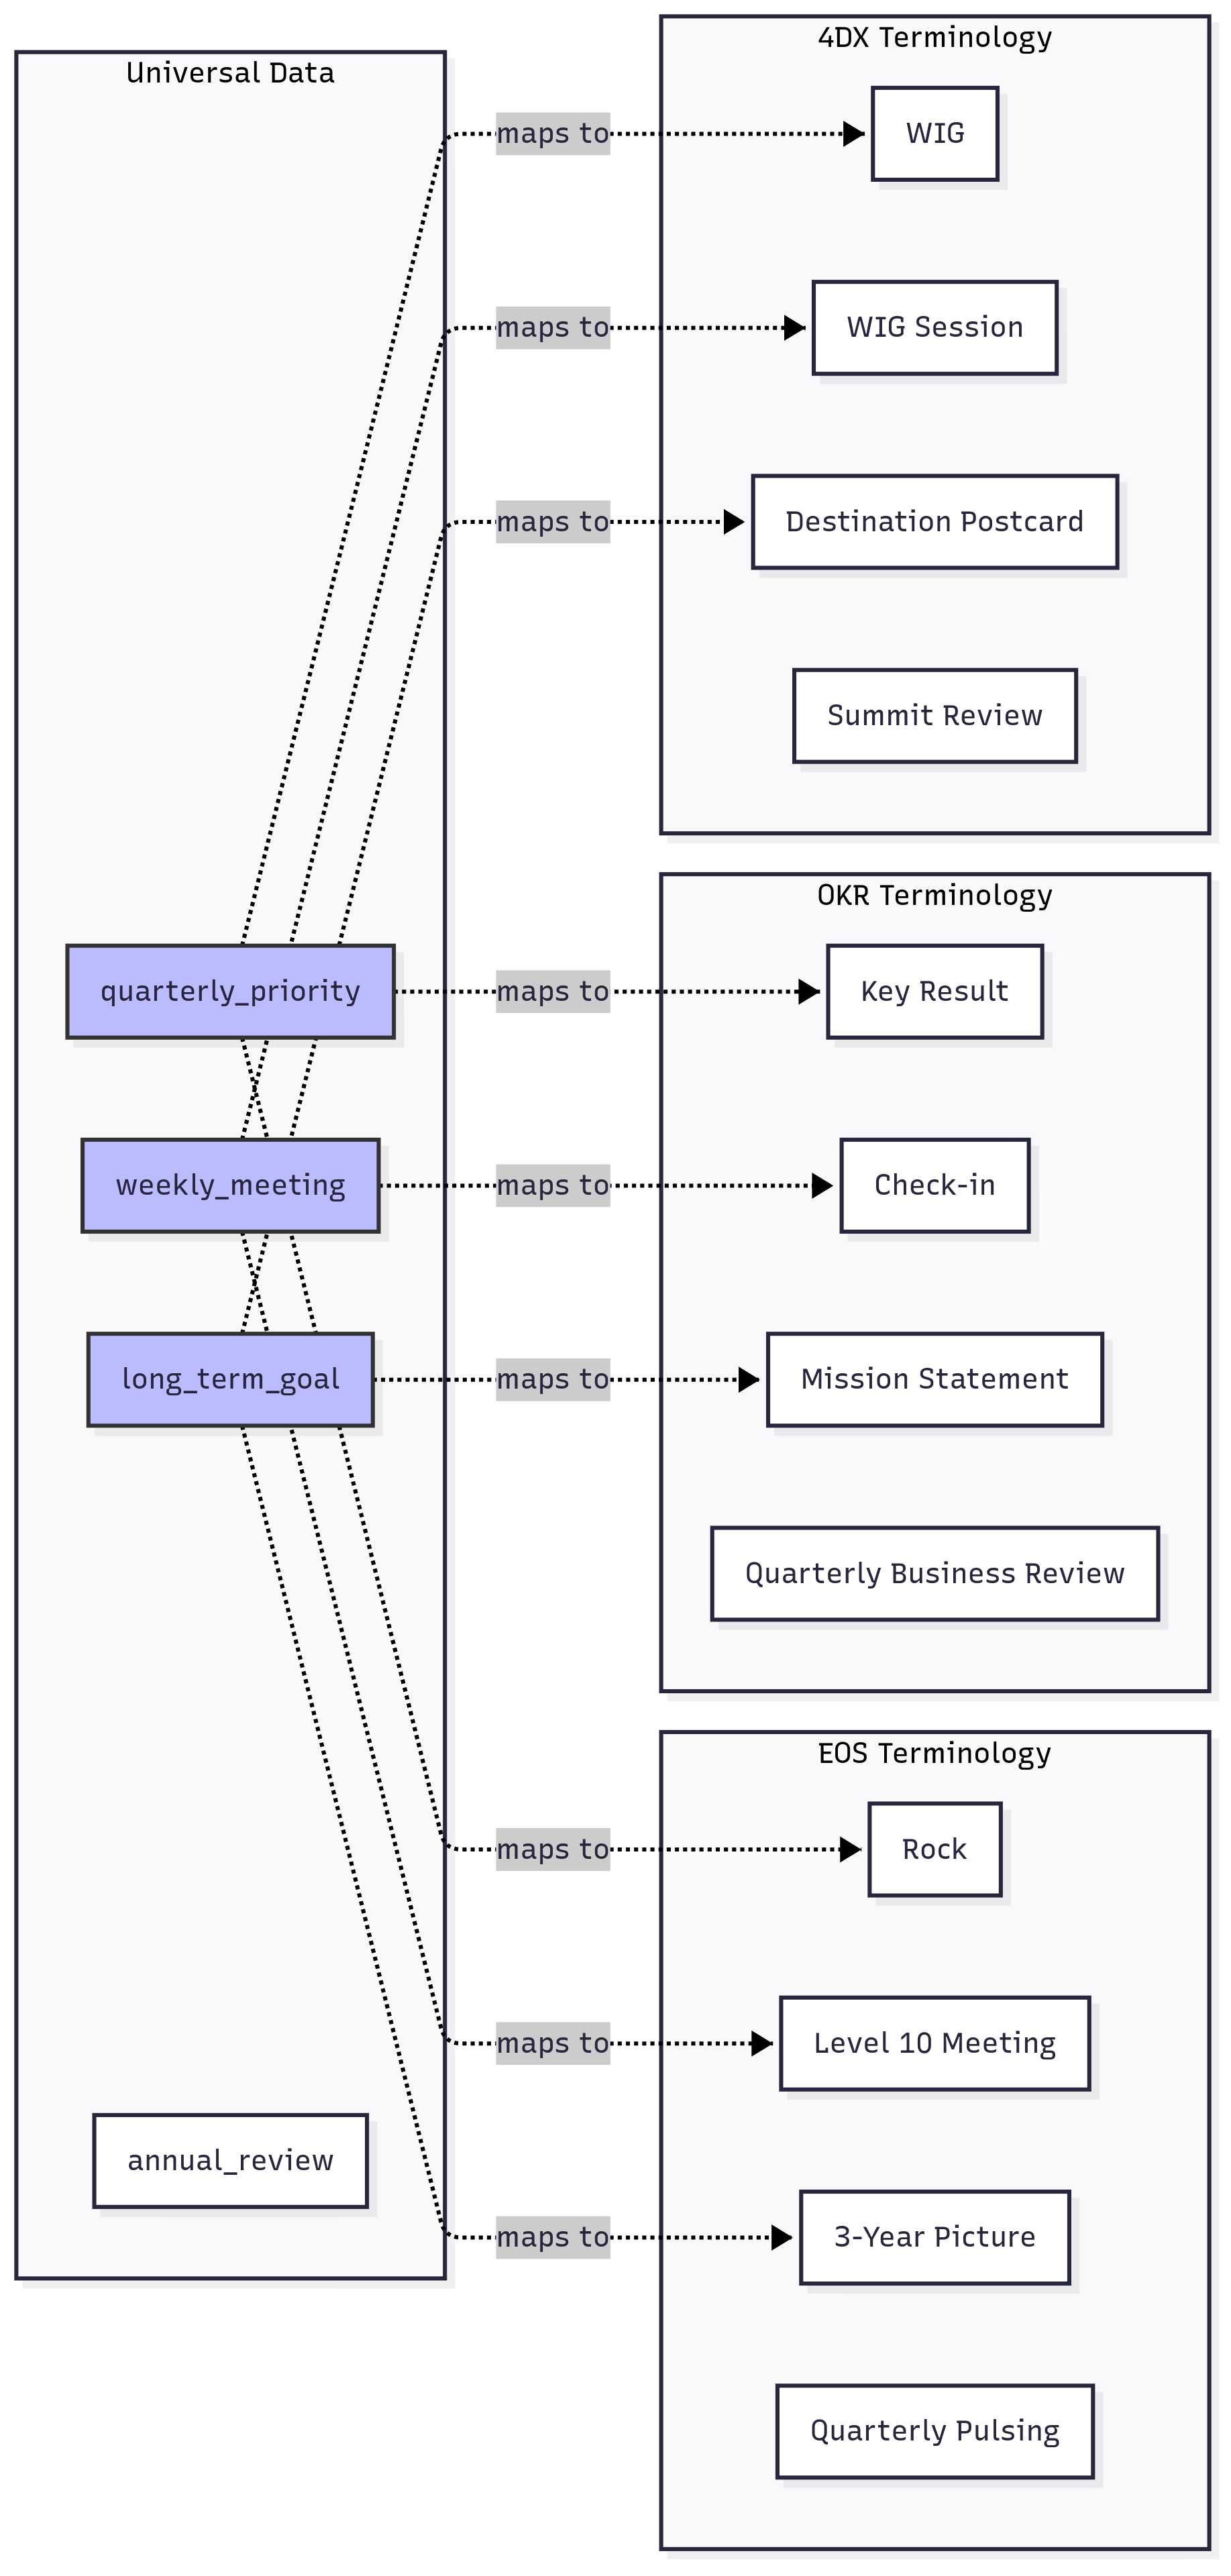 Universal Data
quarterly_priority
weekly_meeting
long_term_goal
annual_review
maps to
maps to
maps to
maps to
maps to
maps to
maps to
maps to
maps to
4DX Terminology
WIG
WIG Session
Destination Postcard
Summit Review
OKR Terminology
Key Result
Check-in
Mission Statement
Quarterly Business Review
EOS Terminology
Rock
Level 10 Meeting
3-Year Picture
Quarterly Pulsing